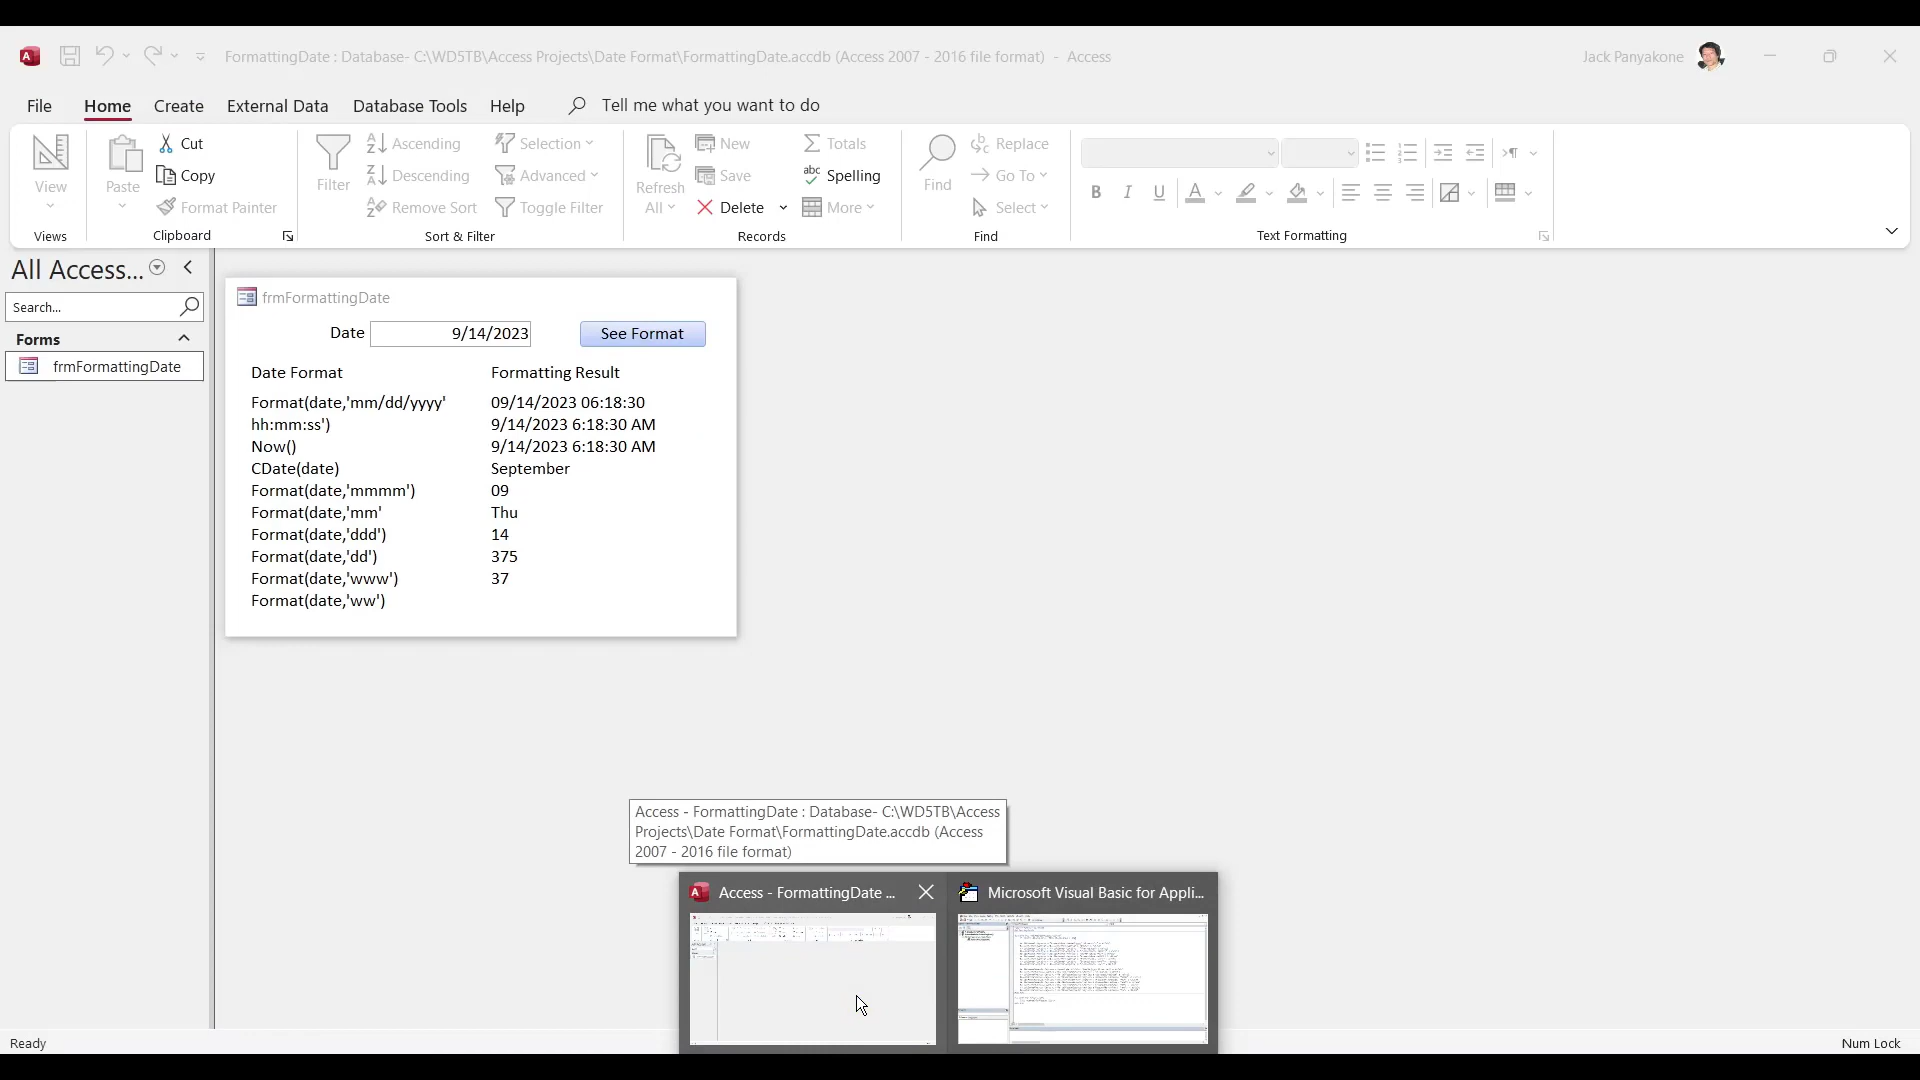 FormattingDate : Database- C:\WD5TB\Access Projects\Date Format\FormattingDate.accdb (Access 2007 - 2016 file format) - Access
Jack Panyakone
File Home Create External Data Database Tools Help Tell me what you want to do
View
Views
Paste
Cut
Copy
Format Painter
Clipboard
Filter
Ascending
Descending
Remove Sort
Selection
Advanced
Toggle Filter
Sort & Filter
Refresh
All
New
Save
Delete
Totals
Spelling
More
Records
Find
Replace
Go To
Select
Find
B I U A
Text Formatting
All Access...
Search...
Forms
frmFormattingDate
frmFormattingDate
Date 9/14/2023 See Format
Date Format Formatting Result
Format(date,'mm/dd/yyyy' 09/14/2023 06:18:30
hh:mm:ss') 9/14/2023 6:18:30 AM
Now() 9/14/2023 6:18:30 AM
CDate(date) September
Format(date,'mmmm') 09
Format(date,'mm' Thu
Format(date,'ddd') 14
Format(date,'dd') 375
Format(date,'www') 37
Format(date,'ww')
Access - FormattingDate : Database- C:\WD5TB\Access
Projects\Date Format\FormattingDate.accdb (Access
2007 - 2016 file format)
Access - FormattingDate ...
Microsoft Visual Basic for Appli...
Ready
Num Lock